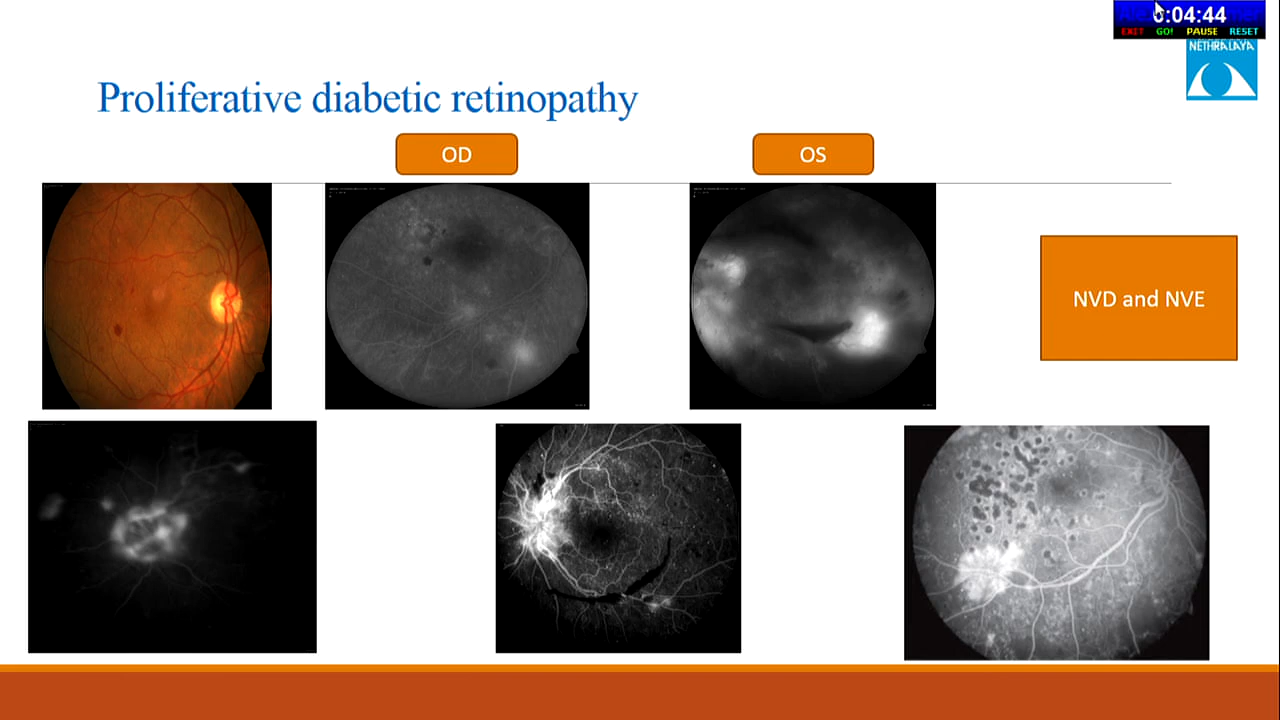 0:04:44
EXIT GO! PAUSE RESET
NETHRALAYA
Proliferative diabetic retinopathy
OD
OS
NVD and NVE